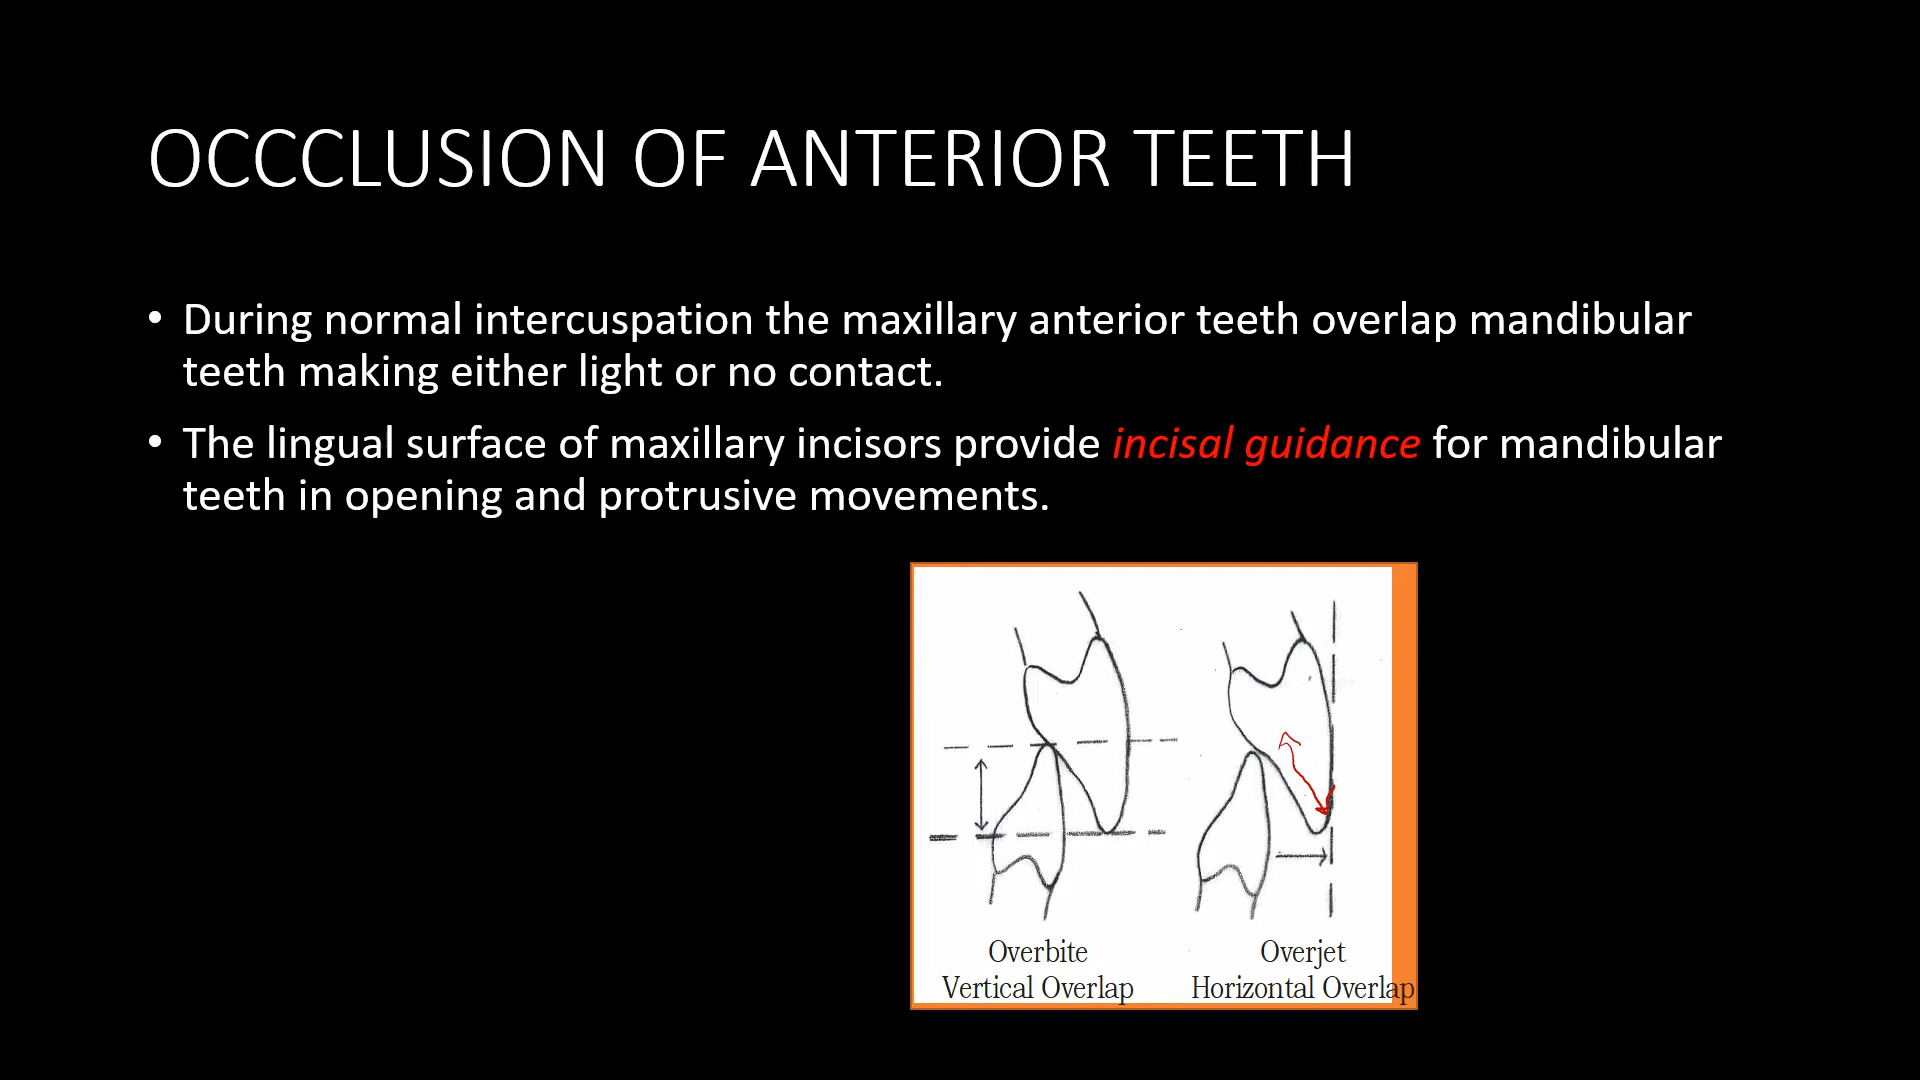 OCCCLUSION OF ANTERIOR TEETH
• During normal intercuspation the maxillary anterior teeth overlap mandibular
teeth making either light or no contact.
• The lingual surface of maxillary incisors provide incisal guidance for mandibular
teeth in opening and protrusive movements.
Overbite
Vertical Overlap
Overjet
Horizontal Overlap